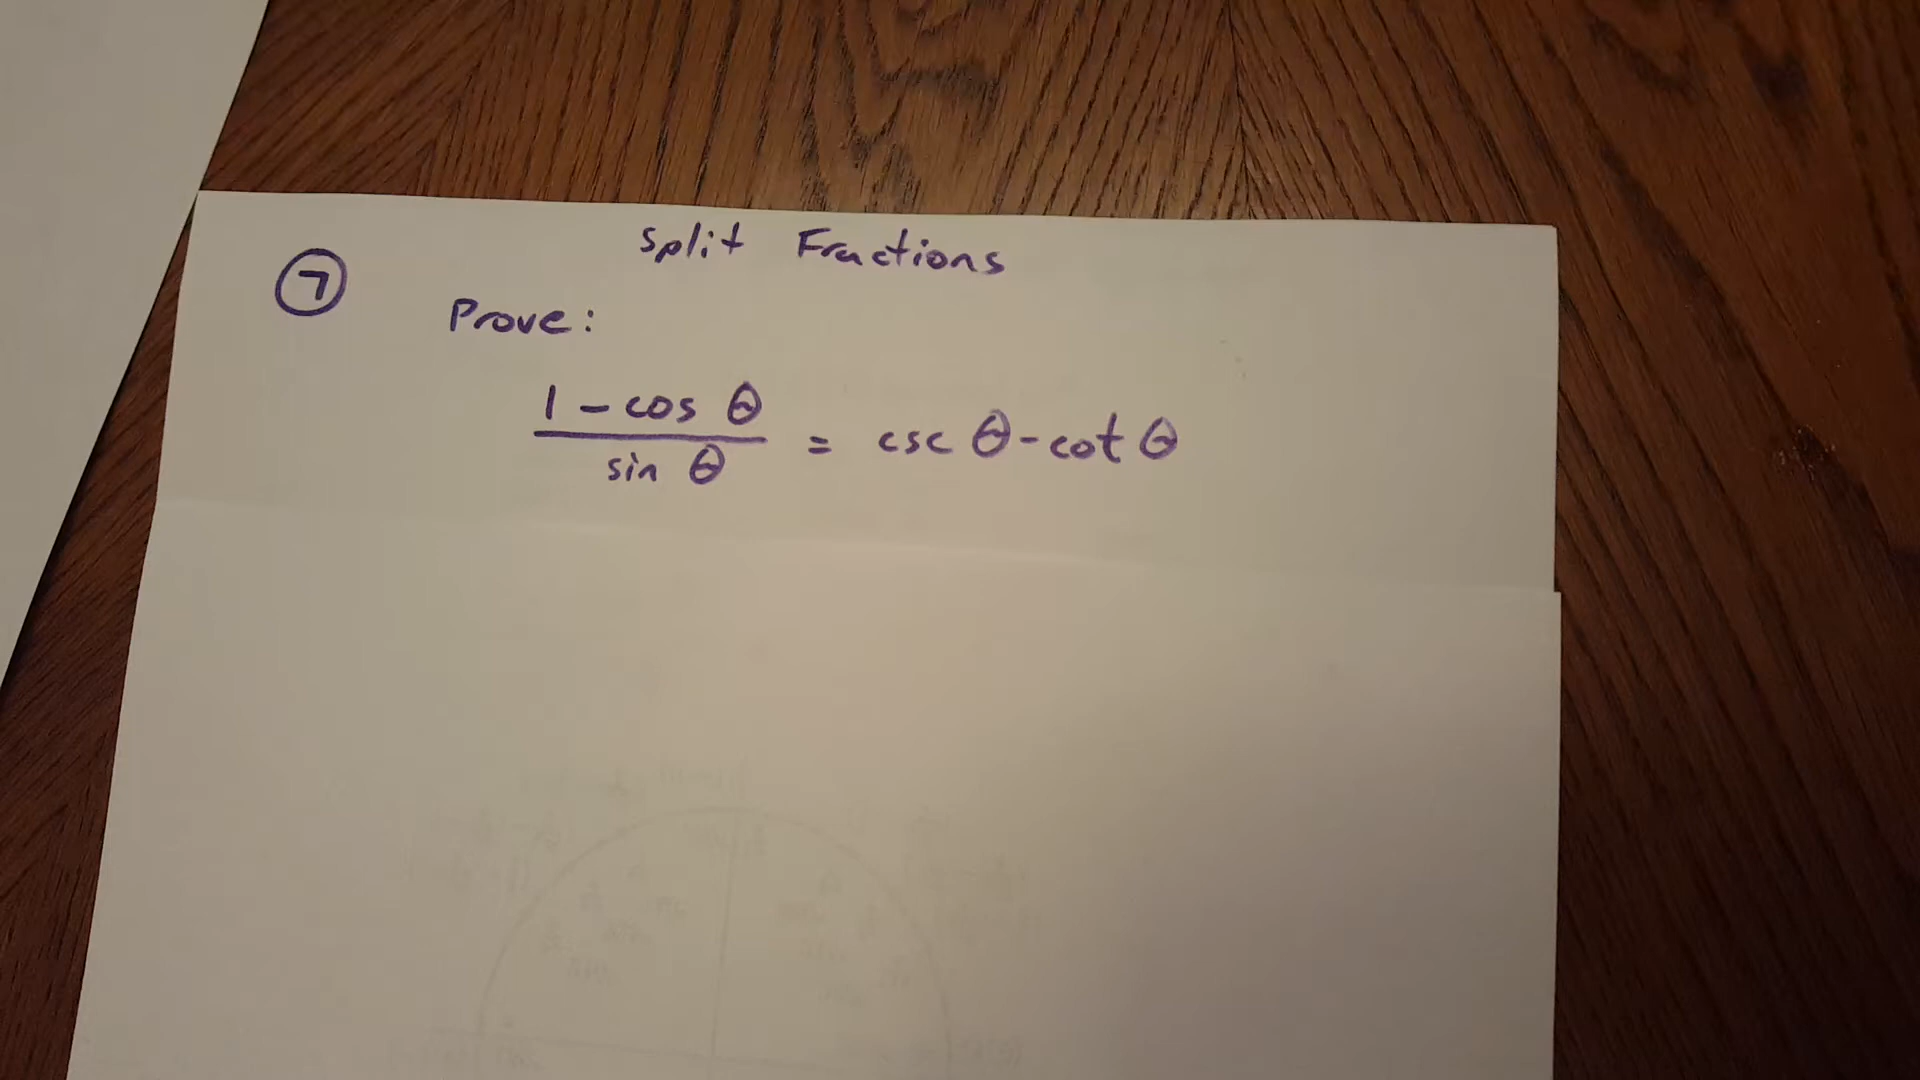 Split Fractions
7
Prove:
1 - cos θ
sin θ
= csc θ - cot θ